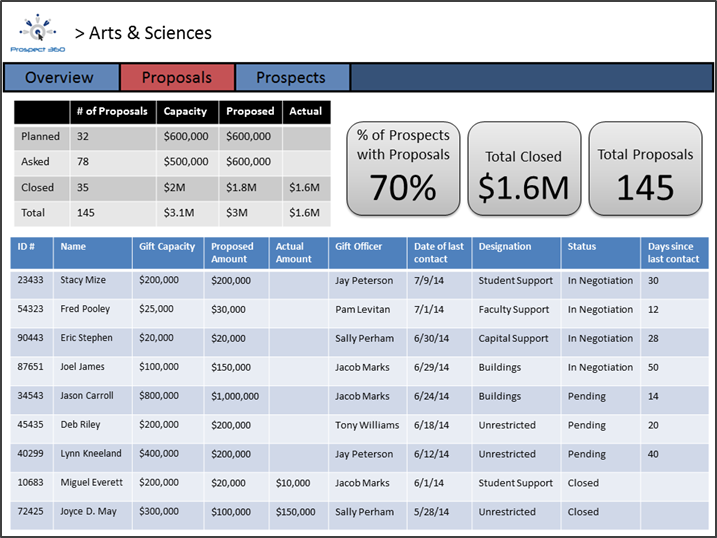 Prospect 360
> Arts & Sciences
Overview Proposals Prospects
# of Proposals Capacity Proposed Actual
Planned 32 $600,000 $600,000
Asked 78 $500,000 $600,000
Closed 35 $2M $1.8M $1.6M
Total 145 $3.1M $3M $1.6M
% of Prospects
with Proposals
70%
Total Closed
$1.6M
Total Proposals
145
ID # Name Gift Capacity Proposed Actual Gift Officer Date of last Designation Status Days since
Amount Amount contact last contact
23433 Stacy Mize $200,000 $200,000 Jay Peterson 7/9/14 Student Support In Negotiation 30
54323 Fred Pooley $25,000 $30,000 Pam Levitan 7/1/14 Faculty Support In Negotiation 12
90443 Eric Stephen $20,000 $20,000 Sally Perham 6/30/14 Capital Support In Negotiation 28
87651 Joel James $100,000 $150,000 Jacob Marks 6/29/14 Buildings In Negotiation 50
34543 Jason Carroll $800,000 $1,000,000 Jacob Marks 6/24/14 Buildings Pending 14
45435 Deb Riley $200,000 $200,000 Tony Williams 6/18/14 Unrestricted Pending 20
40299 Lynn Kneeland $400,000 $200,000 Jay Peterson 6/12/14 Unrestricted Pending 40
10683 Miguel Everett $200,000 $20,000 $10,000 Jacob Marks 6/1/14 Student Support Closed
72425 Joyce D. May $300,000 $100,000 $150,000 Sally Perham 5/28/14 Unrestricted Closed